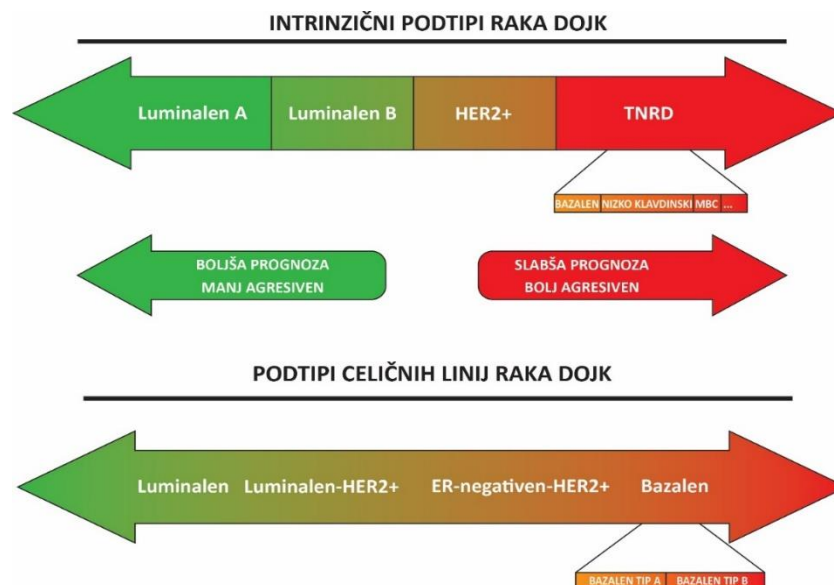 INTRINZIČNI PODTIPI RAKA DOJK
Luminalen A Luminalen B HER2+ TNRD
BAZALEN NIZKO KLAVDINSKI MBC ...
BOLJŠA PROGNOZA
MANJ AGRESIVEN
SLABŠA PROGNOZA
BOLJ AGRESIVEN
PODTIPI CELIČNIH LINIJ RAKA DOJK
Luminalen Luminalen-HER2+ ER-negativen-HER2+ Bazalen
BAZALEN TIP A BAZALEN TIP B